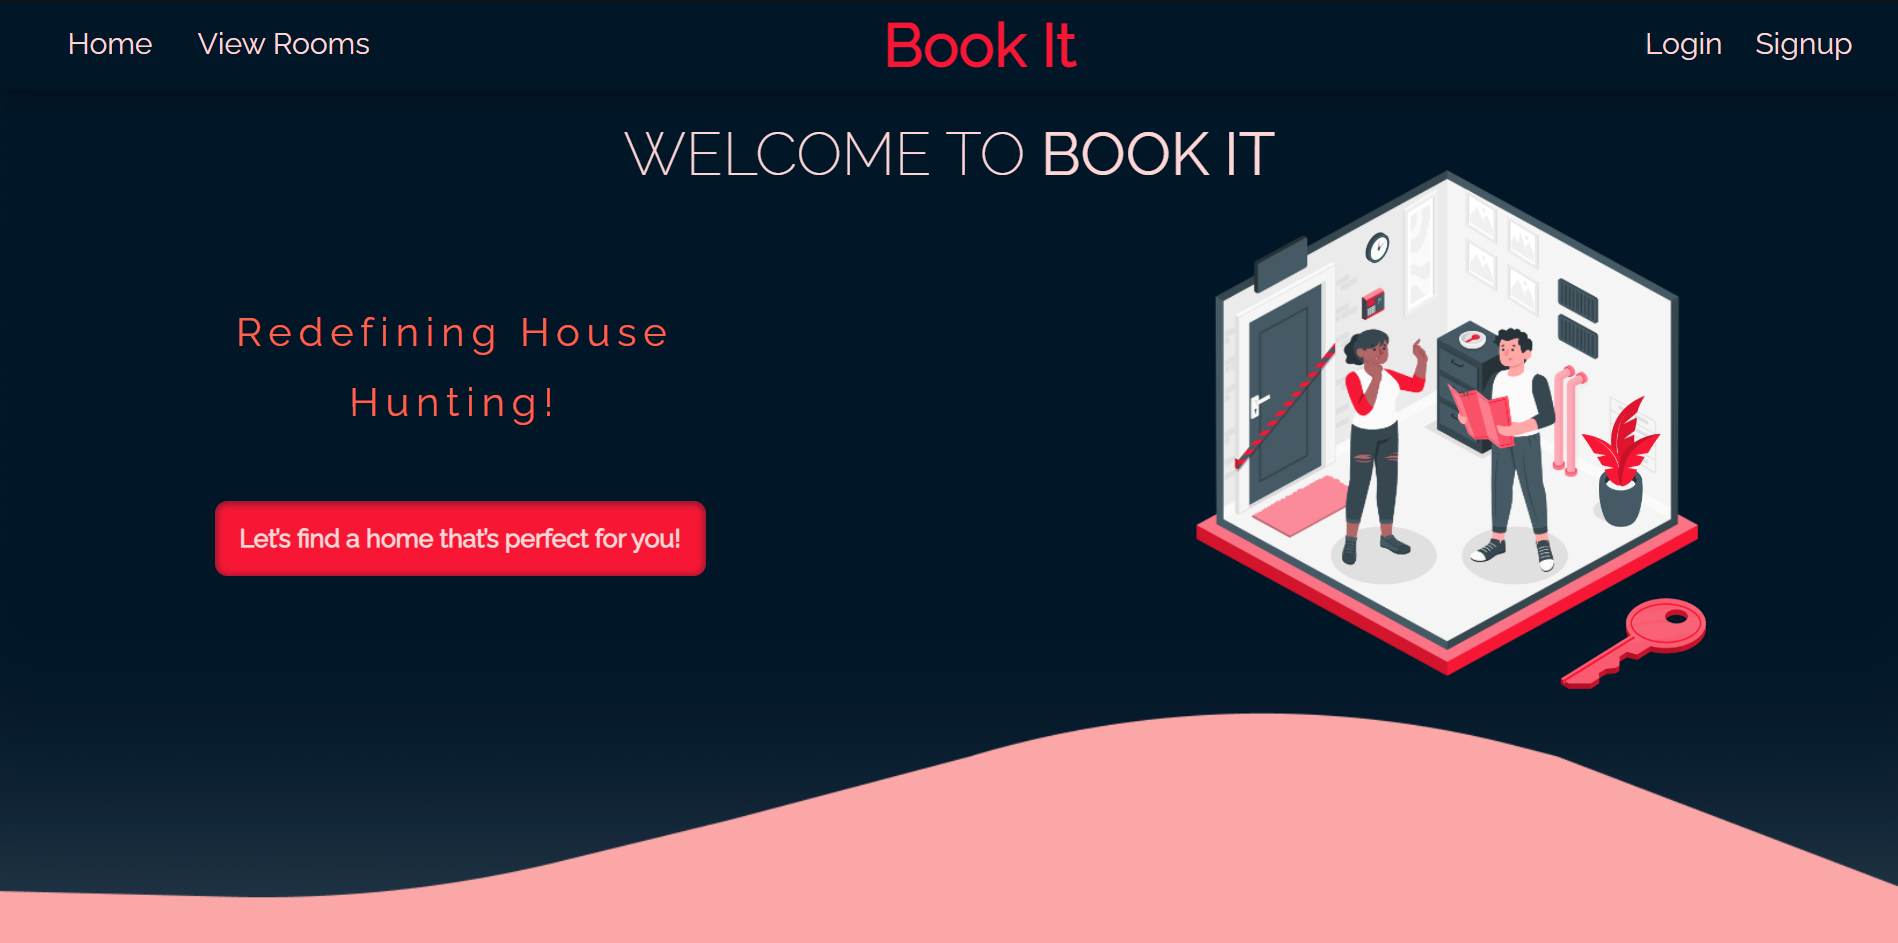 Home View Rooms Book It Login Signup
WELCOME TO BOOK IT
Redefining House
Hunting!
Let's find a home that's perfect for you!